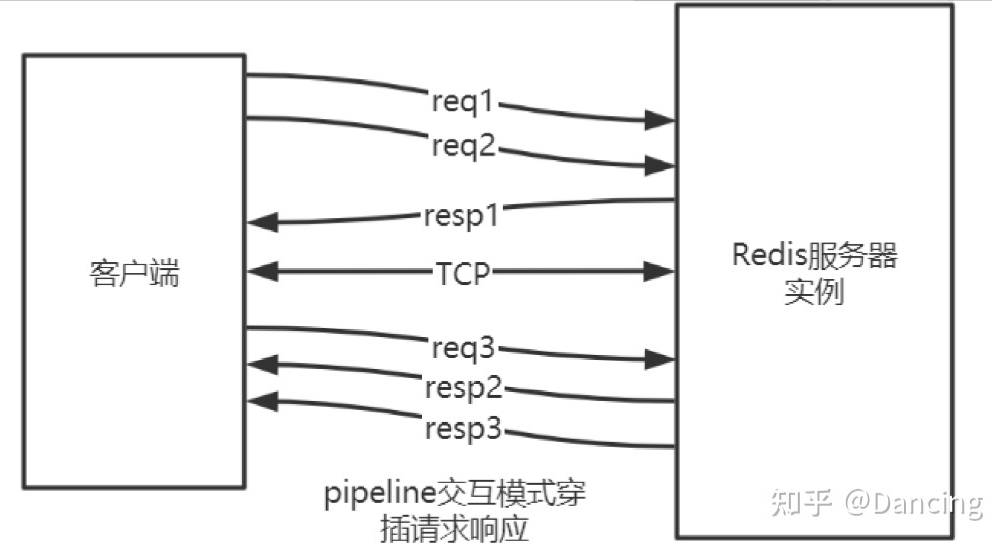 req1
req2
resp1
客户端
TCP
Redis服务器
实例
req3
resp2
resp3
pipeline交互模式穿
插请求响应
知乎 @Dancing